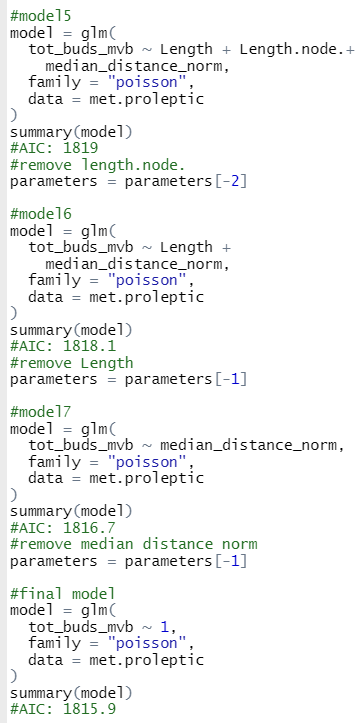 #model5
model = glm(
  tot_buds_mvb ~ Length + Length.node.+
    median_distance_norm,
  family = "poisson",
  data = met.proleptic
)
summary(model)
#AIC: 1819
#remove length.node.
parameters = parameters[-2]

#model6
model = glm(
  tot_buds_mvb ~ Length +
    median_distance_norm,
  family = "poisson",
  data = met.proleptic
)
summary(model)
#AIC: 1818.1
#remove Length
parameters = parameters[-1]

#model7
model = glm(
  tot_buds_mvb ~ median_distance_norm,
  family = "poisson",
  data = met.proleptic
)
summary(model)
#AIC: 1816.7
#remove median distance norm
parameters = parameters[-1]

#final model
model = glm(
  tot_buds_mvb ~ 1,
  family = "poisson",
  data = met.proleptic
)
summary(model)
#AIC: 1815.9